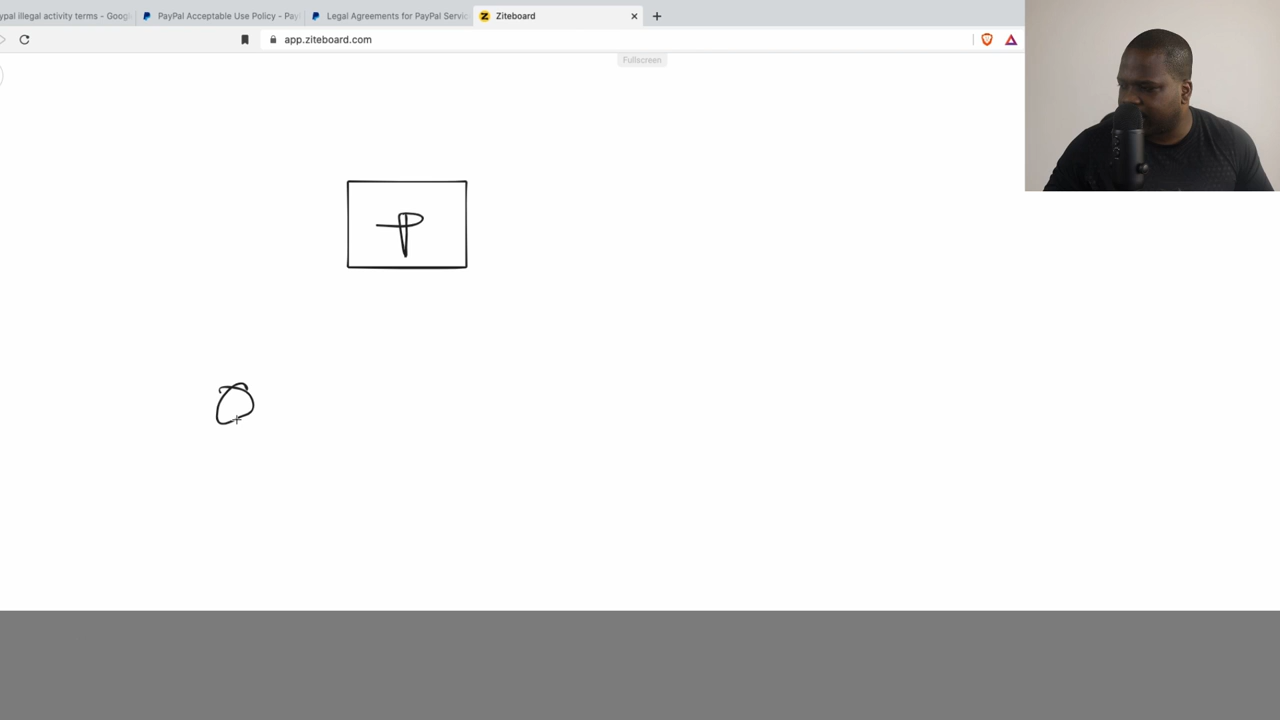 ypal illegal activity terms - Goog
PayPal Acceptable Use Policy - Pay
Legal Agreements for PayPal Servic
Ziteboard
app.ziteboard.com
Fullscreen
P